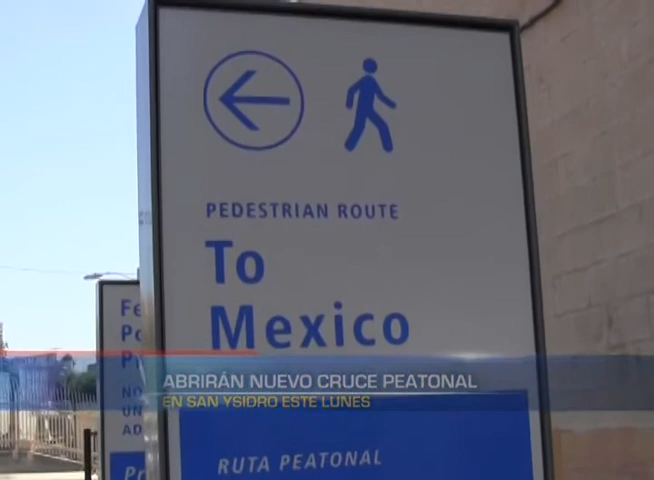 PEDESTRIAN ROUTE
To
Mexico
RUTA PEATONAL
ABRIRÁN NUEVO CRUCE PEATONAL
EN SAN YSIDRO ESTE LUNES